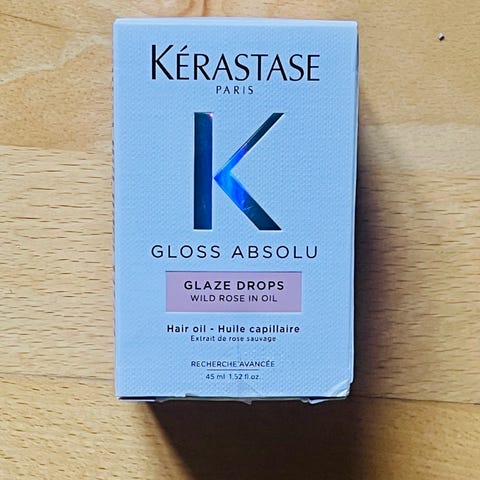 KÉRASTASE
PARIS
K
GLOSS ABSOLU
GLAZE DROPS
WILD ROSE IN OIL
Hair oil - Huile capillaire
Extrait de rose sauvage
RECHERCHE AVANCÉE
45 ml 1.52 fl.oz.